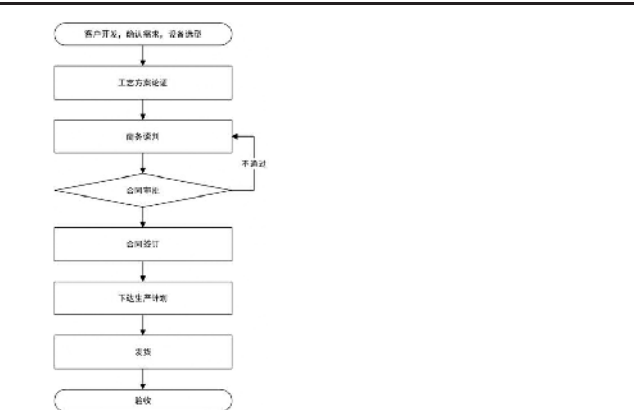 客户开发，确认需求，设备选型
工艺方案论证
商务谈判
不通过
合同审批
合同签订
下达生产计划
发货
验收